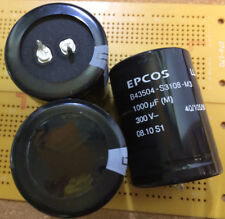 EPCOS
B43504-S3108-M3
1000 µF (M)
300 V–
08.10 S1